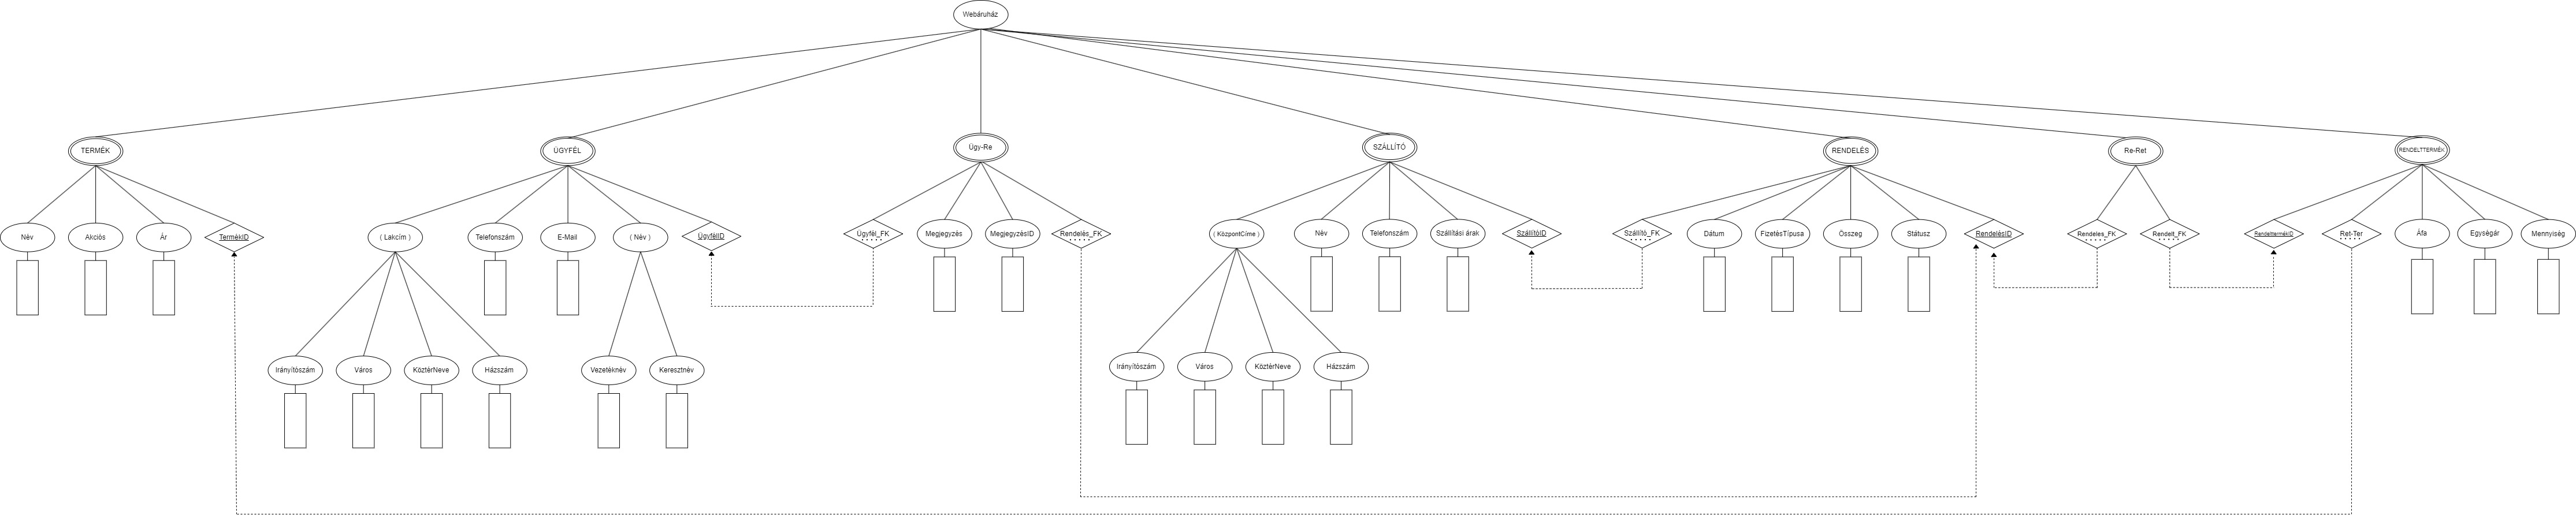 Webáruház
TERMÉK
ÜGYFÉL
Ügy-Re
SZÁLLÍTÓ
RENDELÉS
Re-Ret
RENDELTTERMÉK
Név
Akciós
Ár
TermékID
( Lakcím )
Telefonszám
E-Mail
( Név )
ÜgyfélID
Ügyfél_FK
Megjegyzés
MegjegyzésID
Rendelés_FK
( KözpontCíme )
Név
Telefonszám
Szállítási árak
SzállítóID
Szállító_FK
Dátum
FizetésTípusa
Összeg
Státusz
RendelésID
Rendeles_FK
Rendelt_FK
RendelttermékID
Ret-Ter
Áfa
Egységár
Mennyiség
Irányítószám
Város
KöztérNeve
Házszám
Vezetéknév
Keresztnév
Irányítószám
Város
KöztérNeve
Házszám